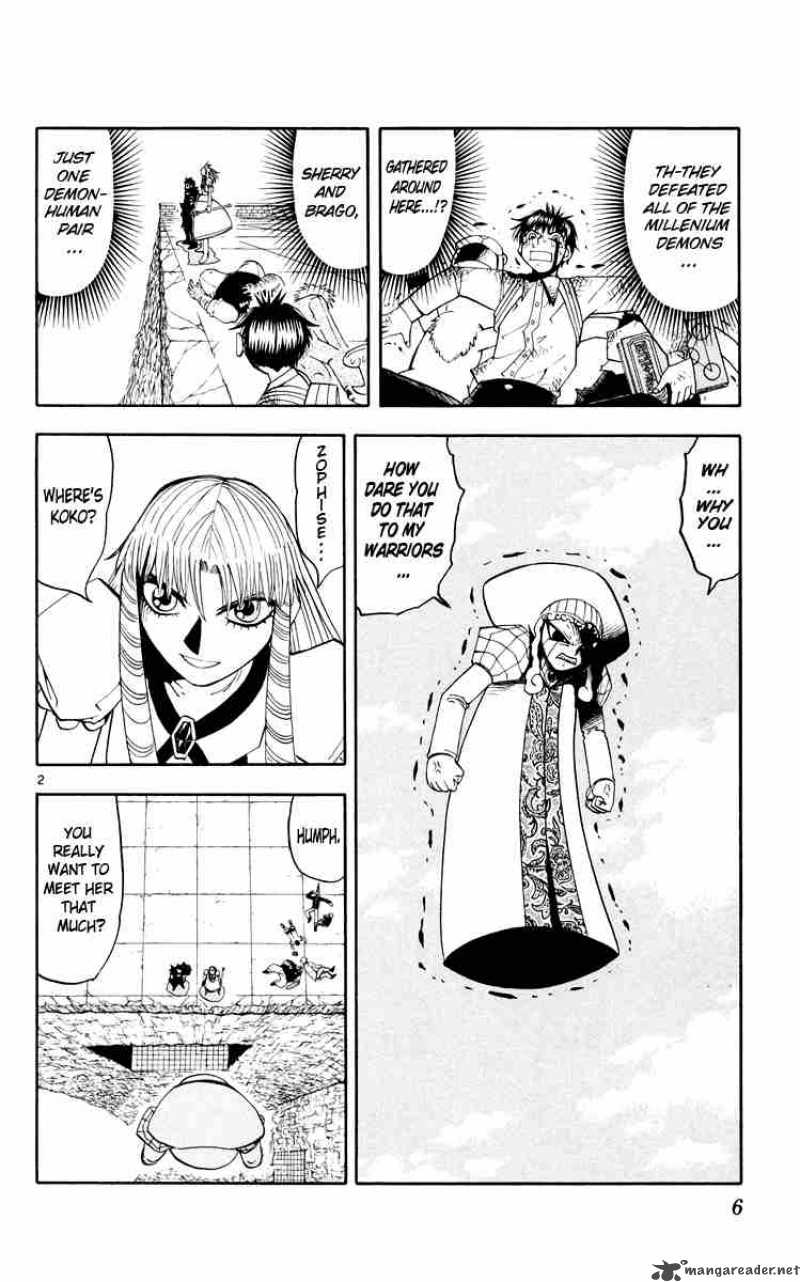 TH-THEY
DEFEATED
ALL OF THE
MILLENIUM
DEMONS
...
GATHERED
AROUND
HERE...!?
SHERRY
AND
BRAGO,
JUST
ONE
DEMON-
HUMAN
PAIR
...
WH
...
WHY
YOU
...
HOW
DARE YOU
DO THAT
TO MY
WARRIORS
...
ZOPHISE...
WHERE'S
KOKO?
2
HUMPH.
YOU
REALLY
WANT TO
MEET HER
THAT
MUCH?
6
mangareader.net